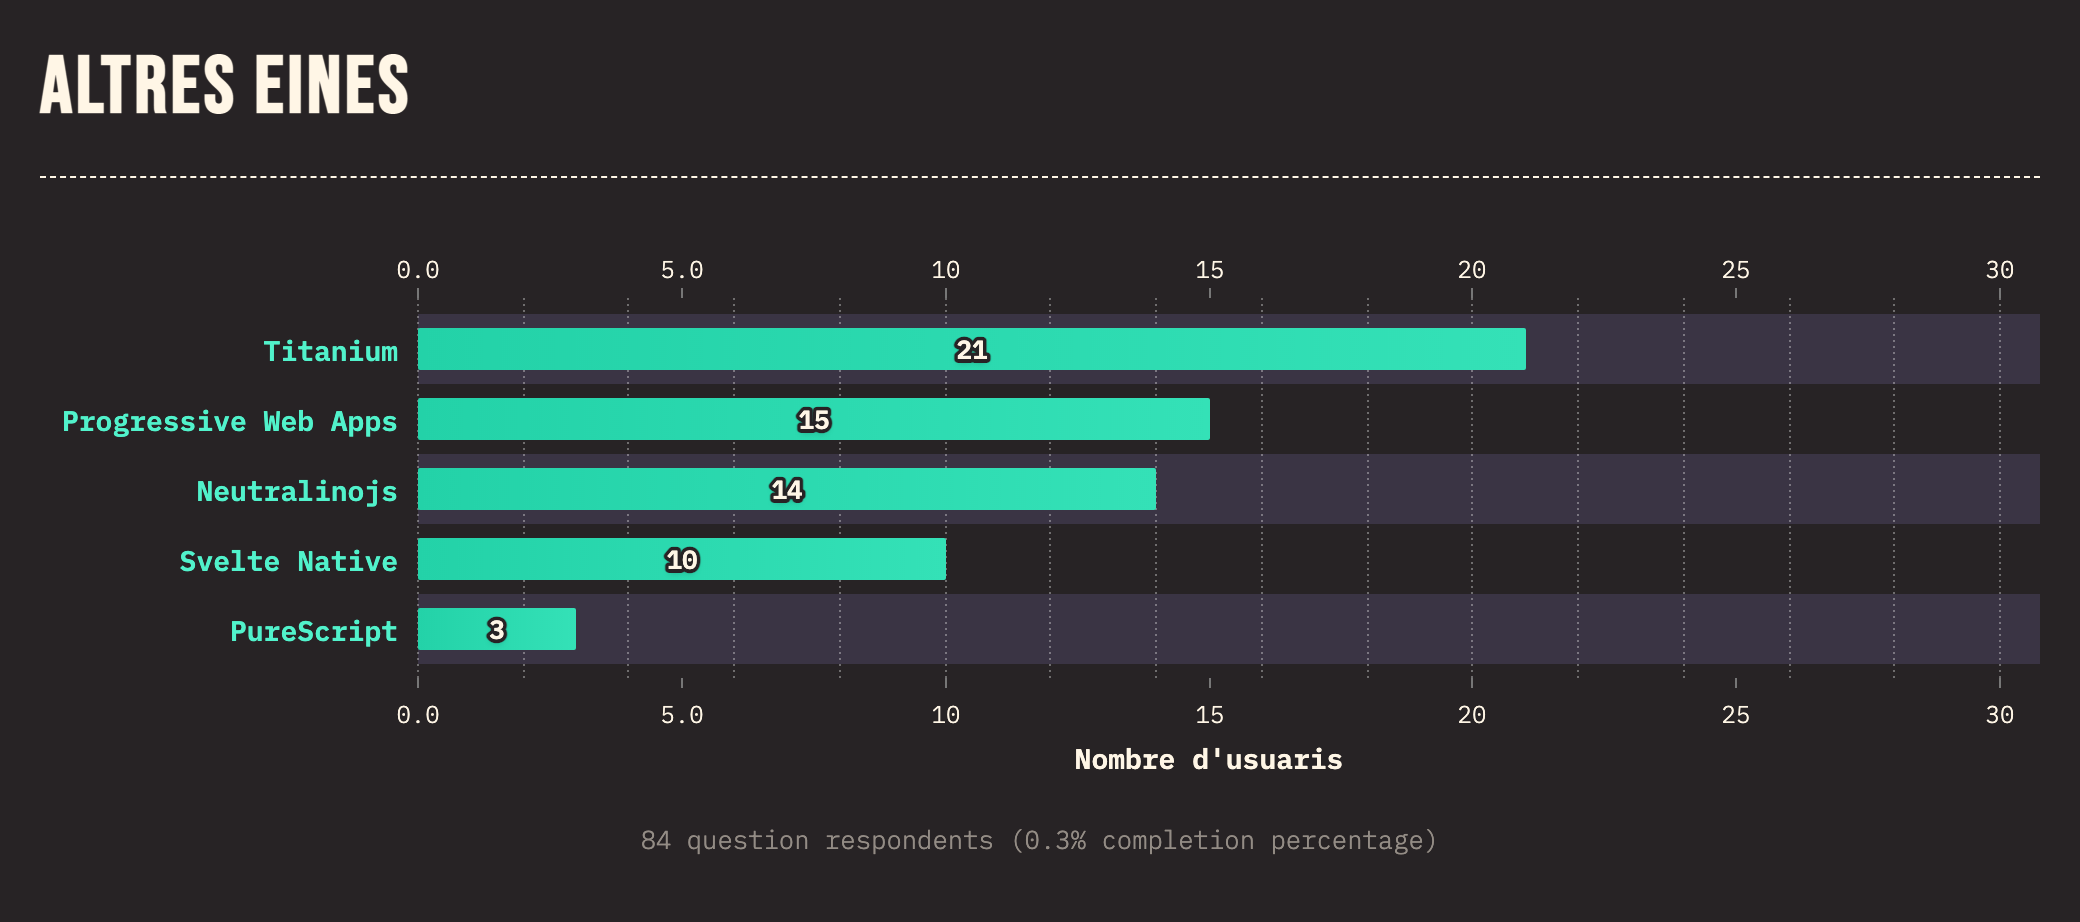 ALTRES EINES
0.0 5.0 10 15 20 25 30
Titanium 21
Progressive Web Apps 15
Neutralinojs 14
Svelte Native 10
PureScript 3
0.0 5.0 10 15 20 25 30
Nombre d'usuaris
84 question respondents (0.3% completion percentage)